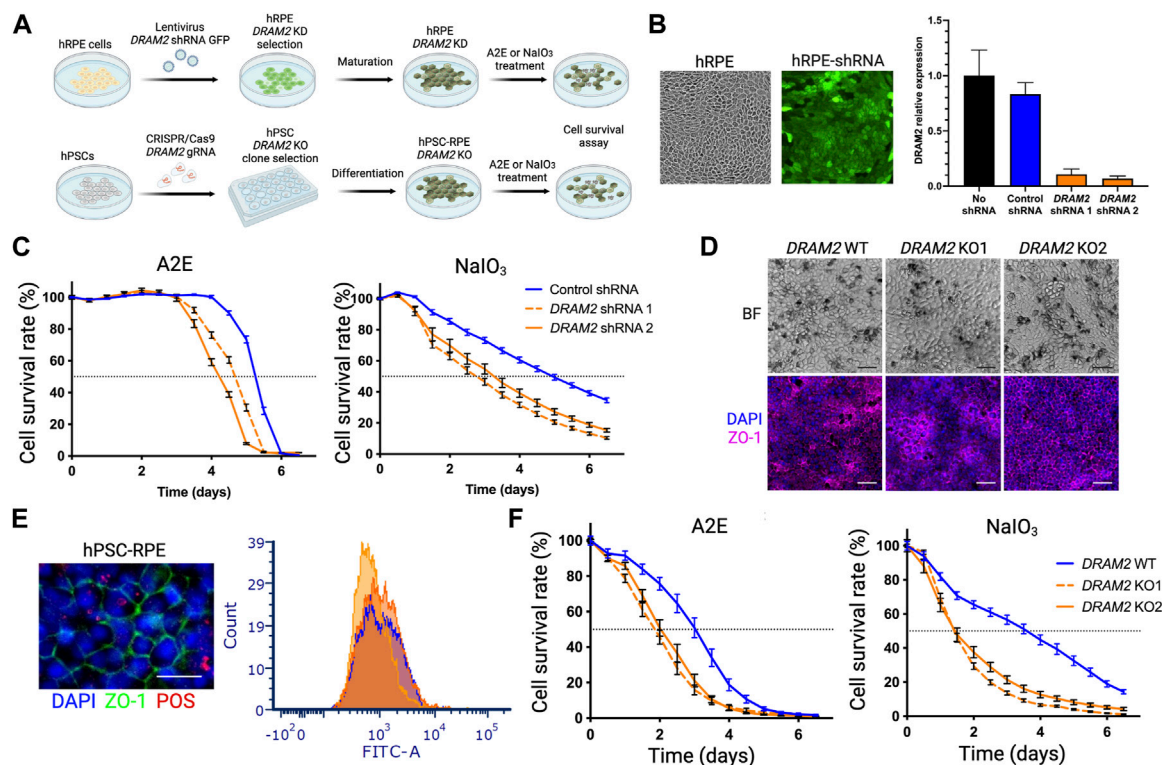 A
hRPE cells
Lentivirus
DRAM2 shRNA GFP
hRPE
DRAM2 KD
selection
Maturation
hRPE
DRAM2 KD
A2E or NaIO3
treatment
Cell survival
assay
hPSCs
CRISPR/Cas9
DRAM2 gRNA
hPSC
DRAM2 KO
clone selection
Differentiation
hPSC-RPE
DRAM2 KO
A2E or NaIO3
treatment
B
hRPE
hRPE-shRNA
DRAM2 relative expression
1.5
1.0
0.5
0.0
No
shRNA
Control
shRNA
DRAM2
shRNA 1
DRAM2
shRNA 2
C
A2E
Cell survival rate (%)
100
80
60
40
20
0
0 2 4 6
Time (days)
NaIO3
Cell survival rate (%)
100
80
60
40
20
0
0 2 4 6
Time (days)
Control shRNA
DRAM2 shRNA 1
DRAM2 shRNA 2
D
DRAM2 WT DRAM2 KO1 DRAM2 KO2
BF
DAPI
ZO-1
E
hPSC-RPE
DAPI ZO-1 POS
Count
39
29
19
10
0
-10² 0 10³ 10⁴ 10⁵
FITC-A
F
A2E
Cell survival rate (%)
100
80
60
40
20
0
0 2 4 6
Time (days)
NaIO3
Cell survival rate (%)
100
80
60
40
20
0
0 2 4 6
Time (days)
DRAM2 WT
DRAM2 KO1
DRAM2 KO2